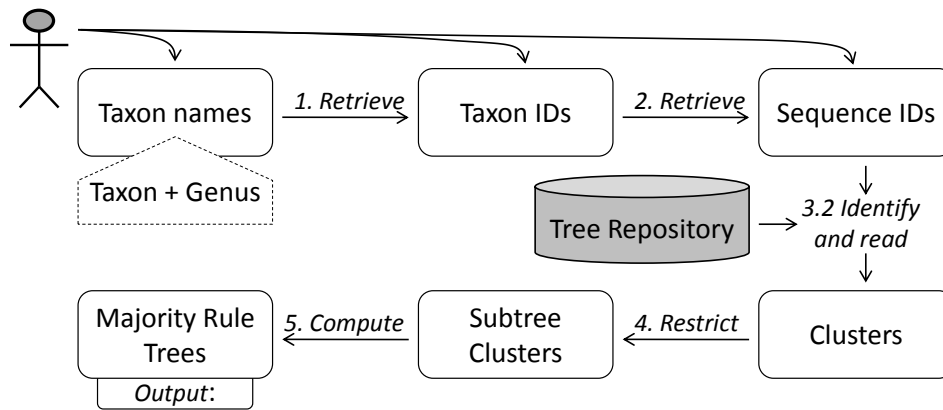 Taxon names
1. Retrieve
Taxon IDs
2. Retrieve
Sequence IDs
Taxon + Genus
Tree Repository
3.2 Identify
and read
Majority Rule
Trees
5. Compute
Subtree
Clusters
4. Restrict
Clusters
Output: